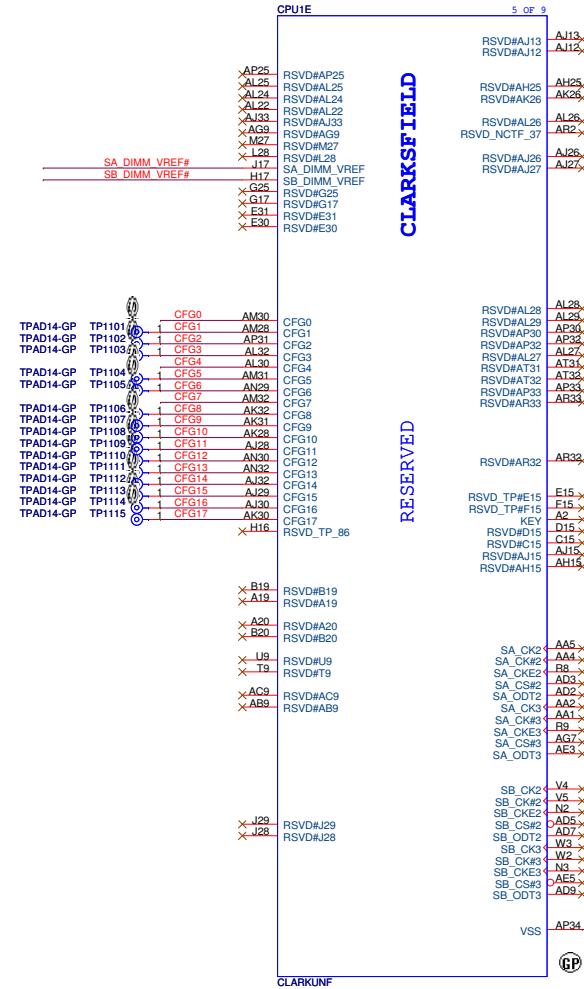 CPU1E 5 OF 9
AJ13 RSVD#AJ13
AJ12 RSVD#AJ12
AP25 RSVD#AP25
AL25 RSVD#AL25
AL24 RSVD#AL24
AL22 RSVD#AL22
AJ33 RSVD#AJ33
AG9 RSVD#AG9
M27 RSVD#M27
L28 RSVD#L28
SA_DIMM_VREF# J17 SA_DIMM_VREF
SB_DIMM_VREF# H17 SB_DIMM_VREF
G25 RSVD#G25
G17 RSVD#G17
E31 RSVD#E31
E30 RSVD#E30
CLARKSFIELD
RSVD#AH25 AH25
RSVD#AK26 AK26
RSVD#AL26 AL26
RSVD_NCTF_37 AR2
RSVD#AJ26 AJ26
RSVD#AJ27 AJ27
CFG0 AM30 CFG0
TPAD14-GP TP1101 1 CFG1 AM28 CFG1
TPAD14-GP TP1102 1 CFG2 AP31 CFG2
TPAD14-GP TP1103 1 CFG3 AL32 CFG3
CFG4 AL30 CFG4
TPAD14-GP TP1104 1 CFG5 AM31 CFG5
TPAD14-GP TP1105 1 CFG6 AN29 CFG6
CFG7 AM32 CFG7
TPAD14-GP TP1106 1 CFG8 AK32 CFG8
TPAD14-GP TP1107 1 CFG9 AK31 CFG9
TPAD14-GP TP1108 1 CFG10 AK28 CFG10
TPAD14-GP TP1109 1 CFG11 AJ28 CFG11
TPAD14-GP TP1110 1 CFG12 AN30 CFG12
TPAD14-GP TP1111 1 CFG13 AN32 CFG13
TPAD14-GP TP1112 1 CFG14 AJ32 CFG14
TPAD14-GP TP1113 1 CFG15 AJ29 CFG15
TPAD14-GP TP1114 1 CFG16 AJ30 CFG16
TPAD14-GP TP1115 1 CFG17 AK30 CFG17
H16 RSVD_TP_86
RESERVED
RSVD#AL28 AL28
RSVD#AL29 AL29
RSVD#AP30 AP30
RSVD#AP32 AP32
RSVD#AL27 AL27
RSVD#AT31 AT31
RSVD#AT32 AT32
RSVD#AP33 AP33
RSVD#AR33 AR33
RSVD#AR32 AR32
RSVD_TP#E15 E15
RSVD_TP#F15 F15
KEY A2
RSVD#D15 D15
RSVD#C15 C15
RSVD#AJ15 AJ15
RSVD#AH15 AH15
B19 RSVD#B19
A19 RSVD#A19
A20 RSVD#A20
B20 RSVD#B20
U9 RSVD#U9
T9 RSVD#T9
AC9 RSVD#AC9
AB9 RSVD#AB9
J29 RSVD#J29
J28 RSVD#J28
SA_CK2 AA5
SA_CK#2 AA4
SA_CKE2 R8
SA_CS#2 AD3
SA_ODT2 AD2
SA_CK3 AA2
SA_CK#3 AA1
SA_CKE3 R9
SA_CS#3 AG7
SA_ODT3 AE3
SB_CK2 V4
SB_CK#2 V5
SB_CKE2 N2
SB_CS#2 AD5
SB_ODT2 AD7
SB_CK3 W3
SB_CK#3 W2
SB_CKE3 N3
SB_CS#3 AE5
SB_ODT3 AD9
VSS AP34
GP
CLARKUNF